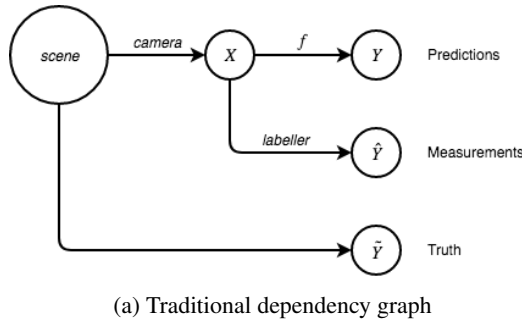 scene camera X f Y Predictions
labeller Ŷ Measurements
Ỹ Truth
(a) Traditional dependency graph